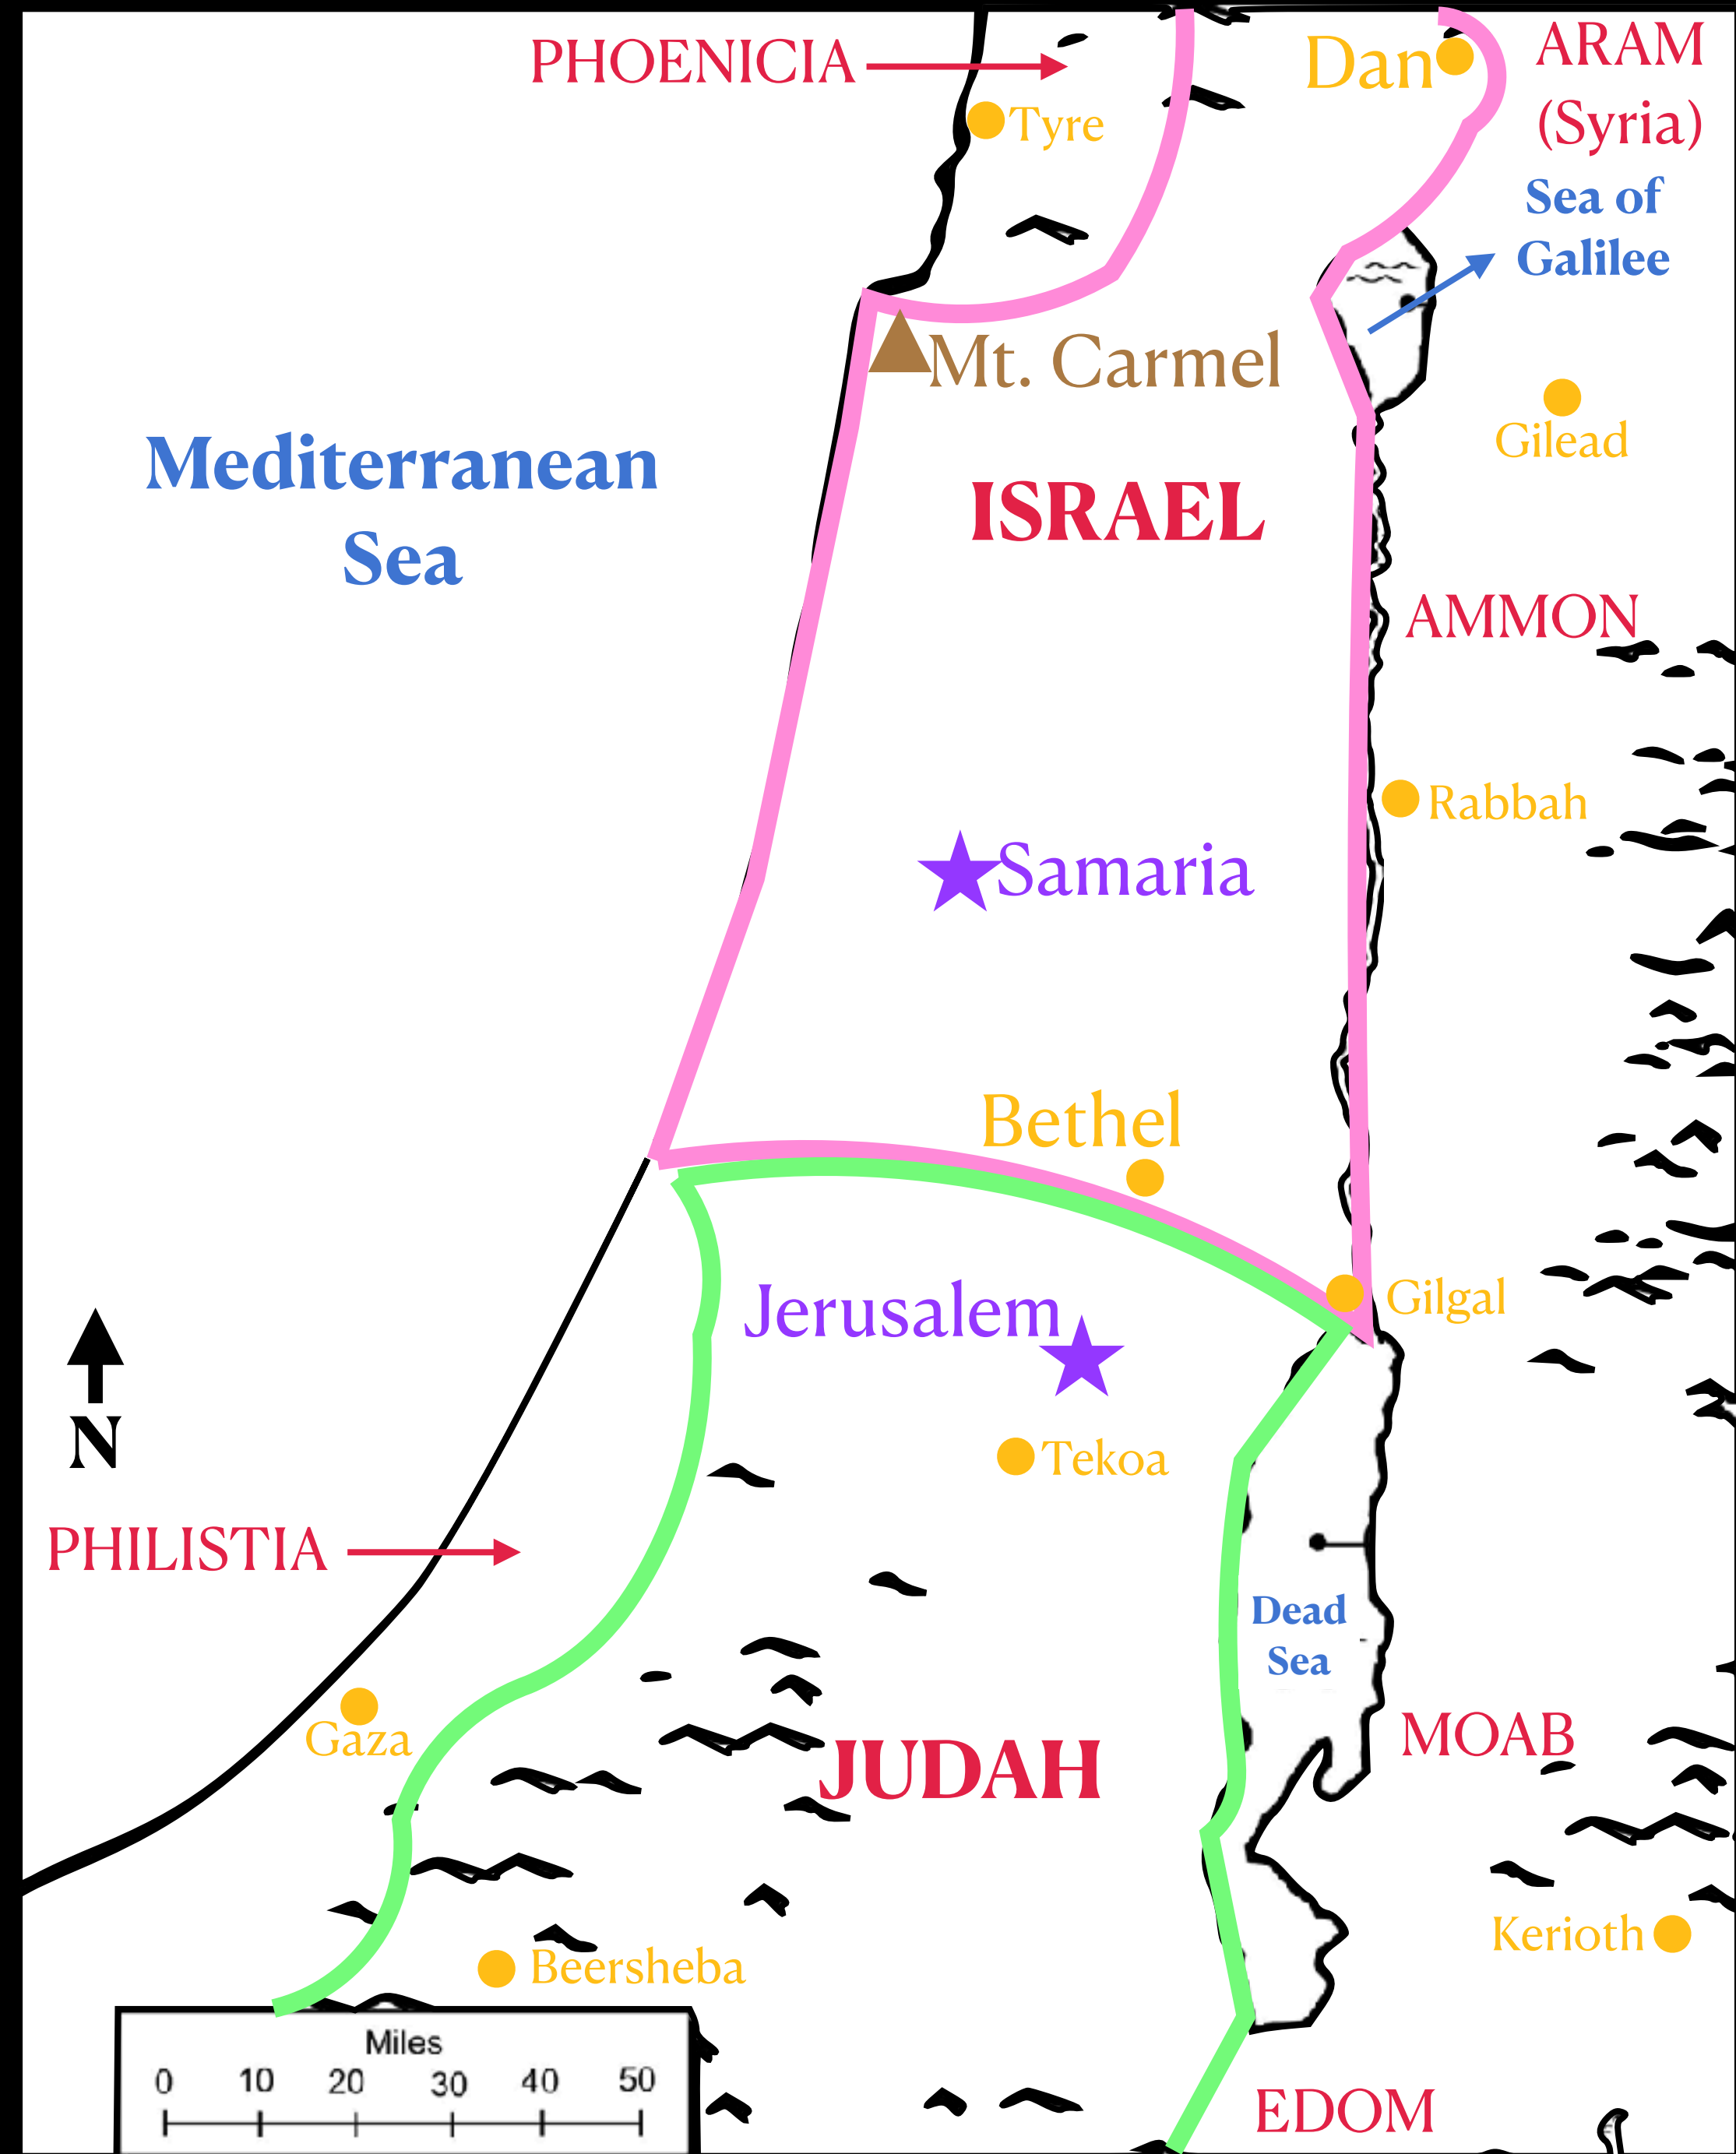 PHOENICIA
Dan
ARAM
(Syria)
Tyre
Sea of
Galilee
Mt. Carmel
Gilead
Mediterranean
Sea
ISRAEL
AMMON
Rabbah
Samaria
Bethel
Gilgal
Jerusalem
N
Tekoa
PHILISTIA
Dead
Sea
Gaza
MOAB
JUDAH
Kerioth
Beersheba
Miles
0 10 20 30 40 50
EDOM